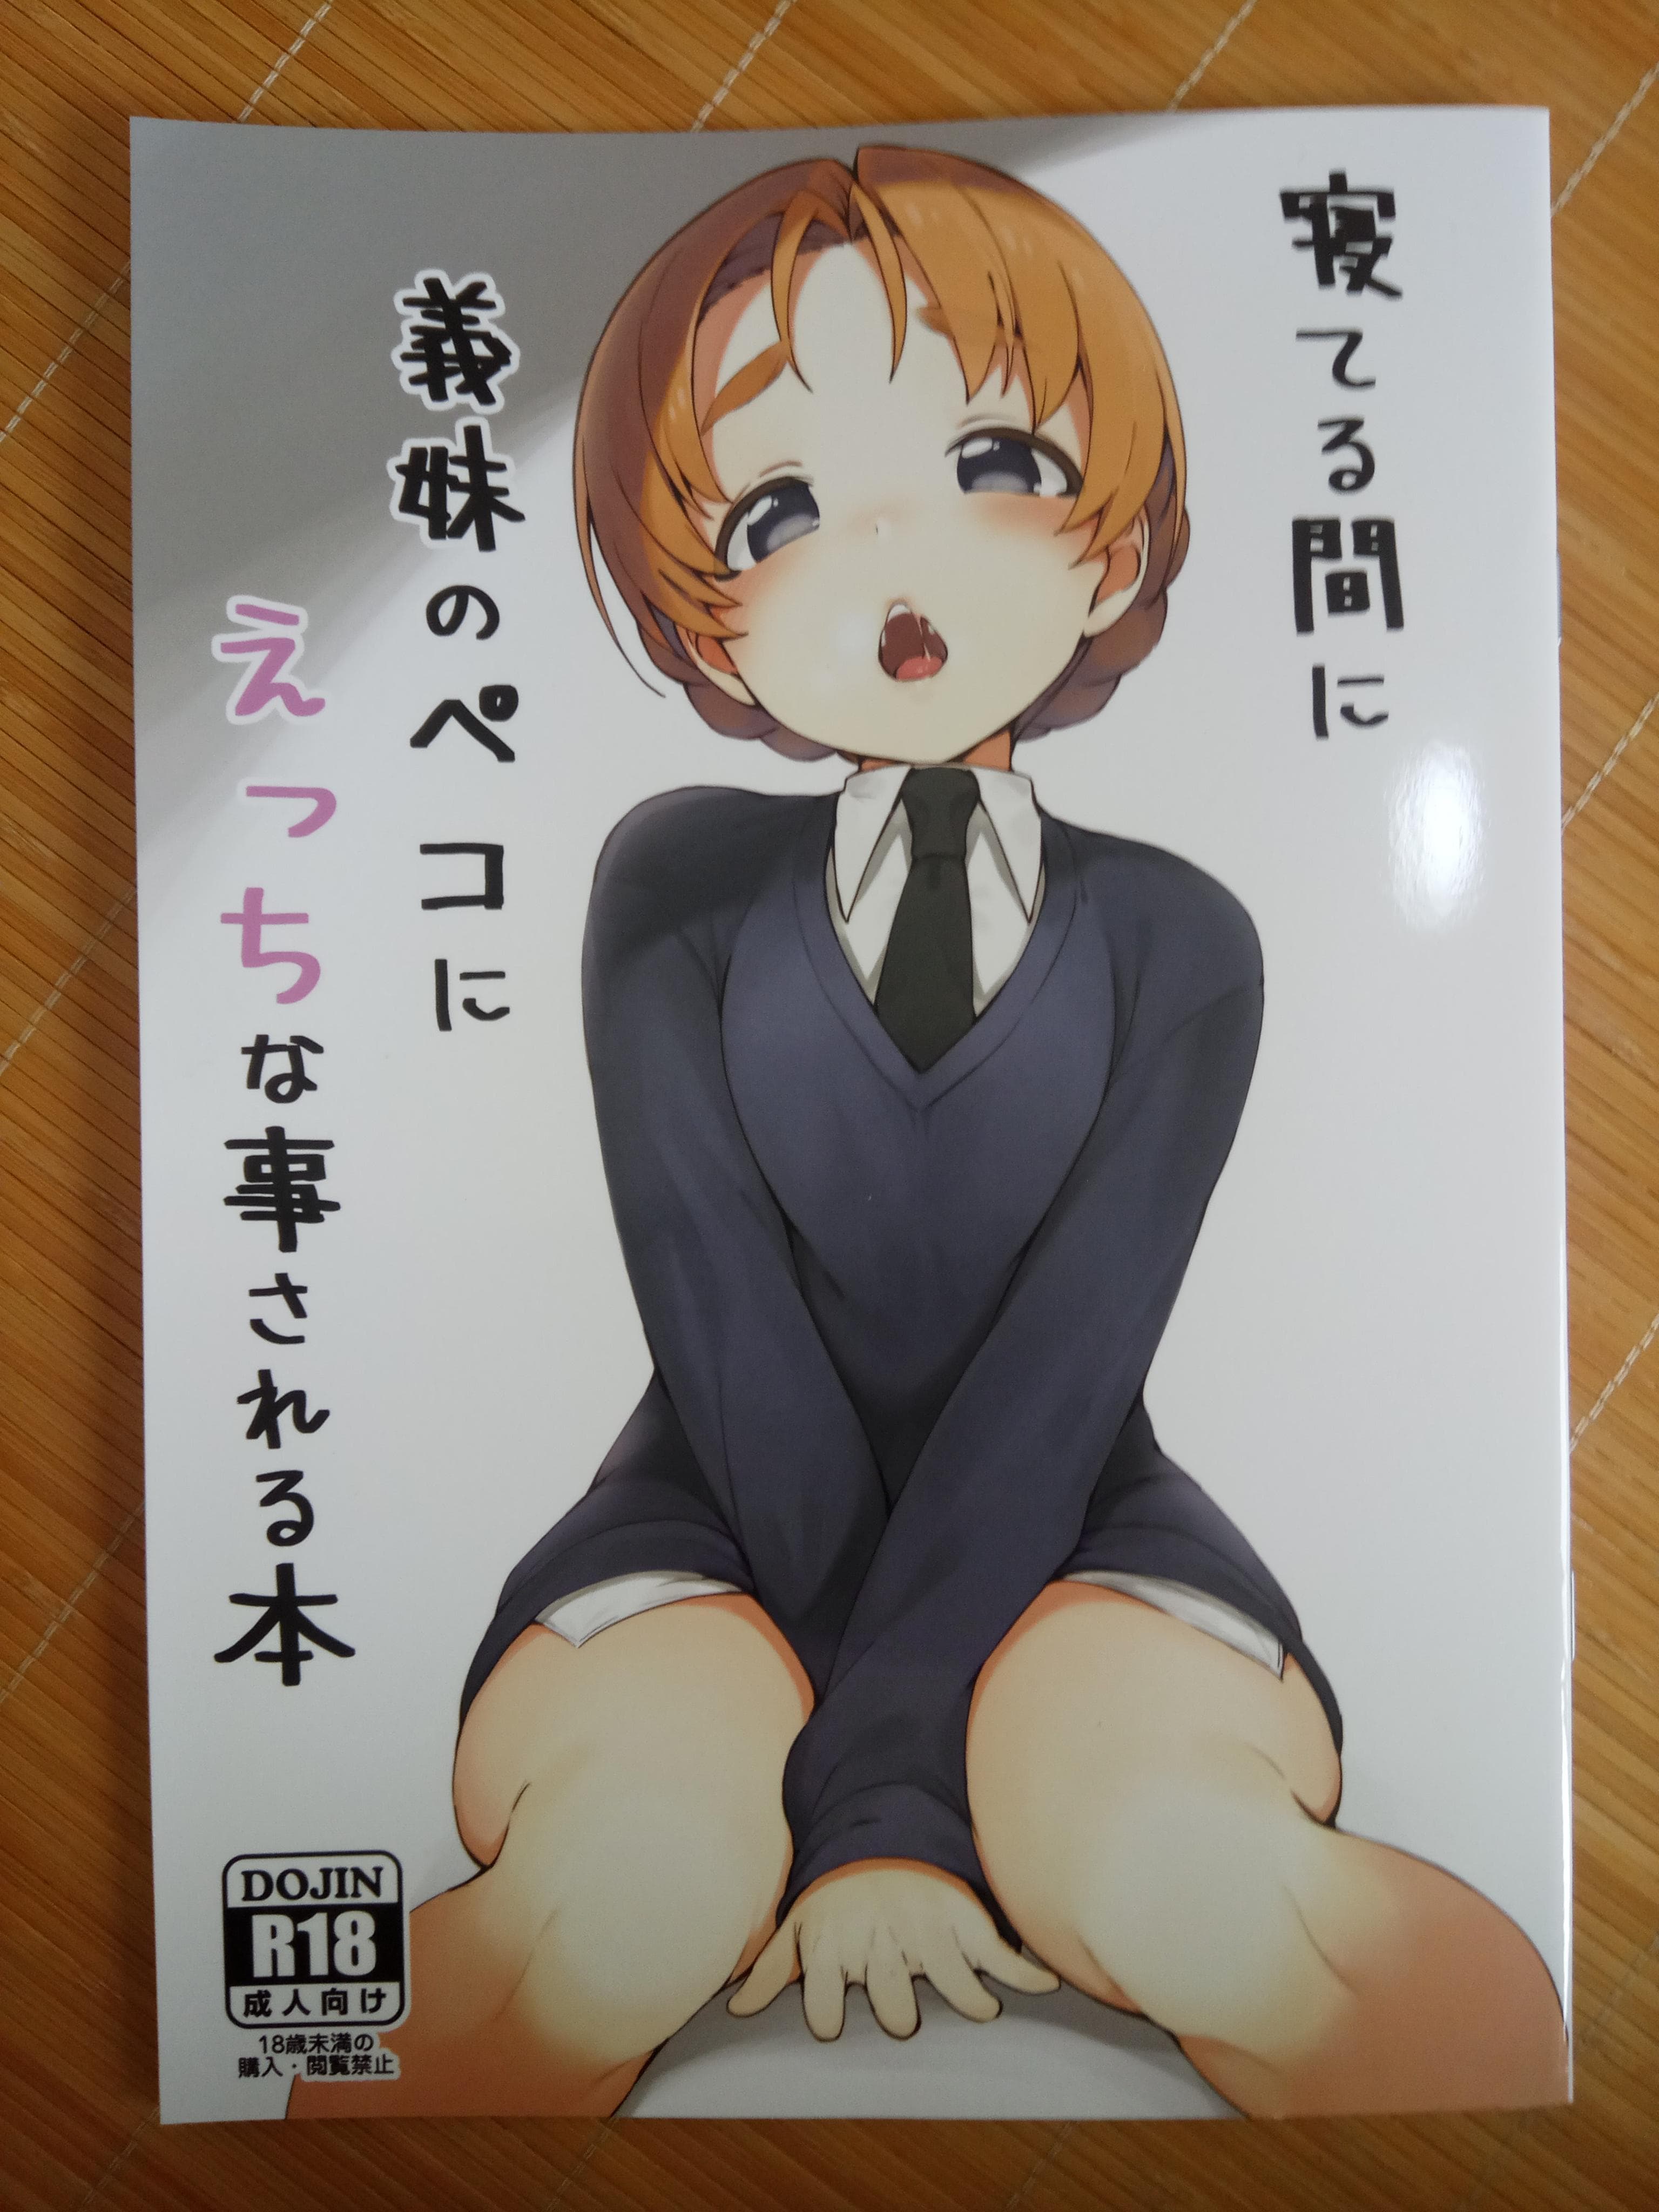 寝てる間に
義妹のペコに
えっちな事される本
DOJIN
R18
成人向け
18歳未満の
購入・閲覧禁止